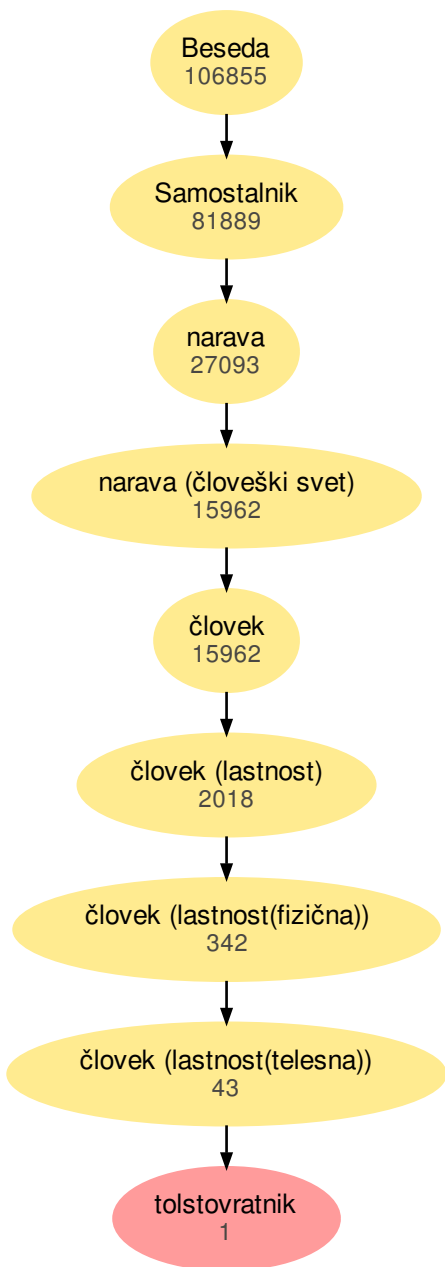 Beseda
106855
Samostalnik
81889
narava
27093
narava (človeški svet)
15962
človek
15962
človek (lastnost)
2018
človek (lastnost(fizična))
342
človek (lastnost(telesna))
43
tolstovratnik
1